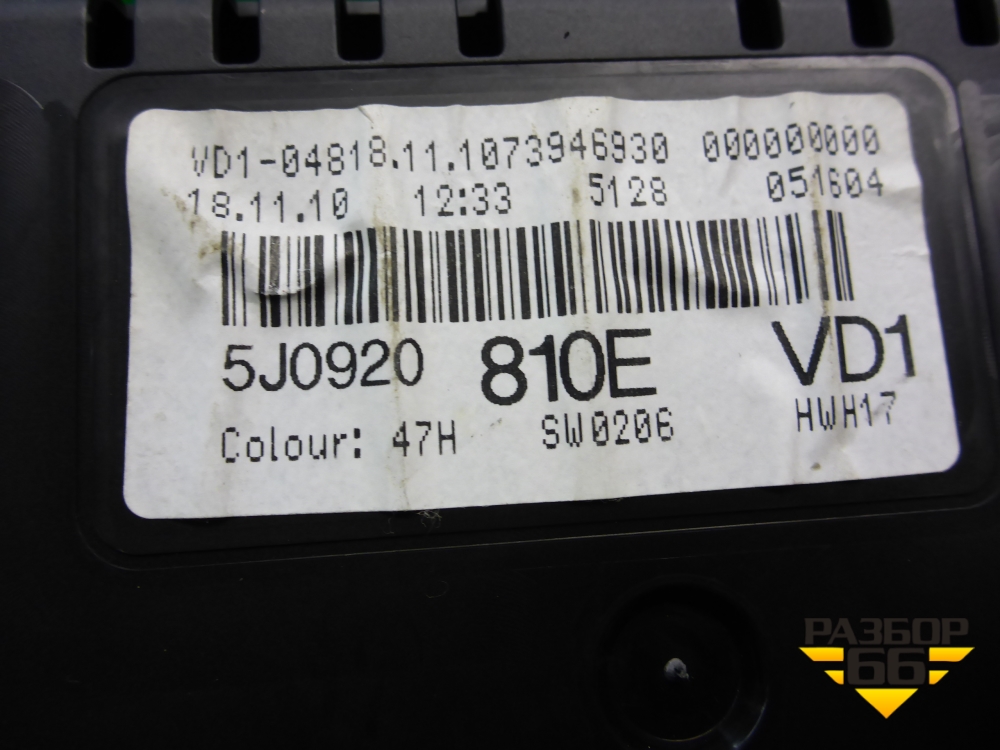 VD1-04818.11.1073946930 000000000
18.11.10 12:33 5128 051604
5J0920 810E VD1
Colour: 47H SW0206 HWH17
РАЗБОР
66